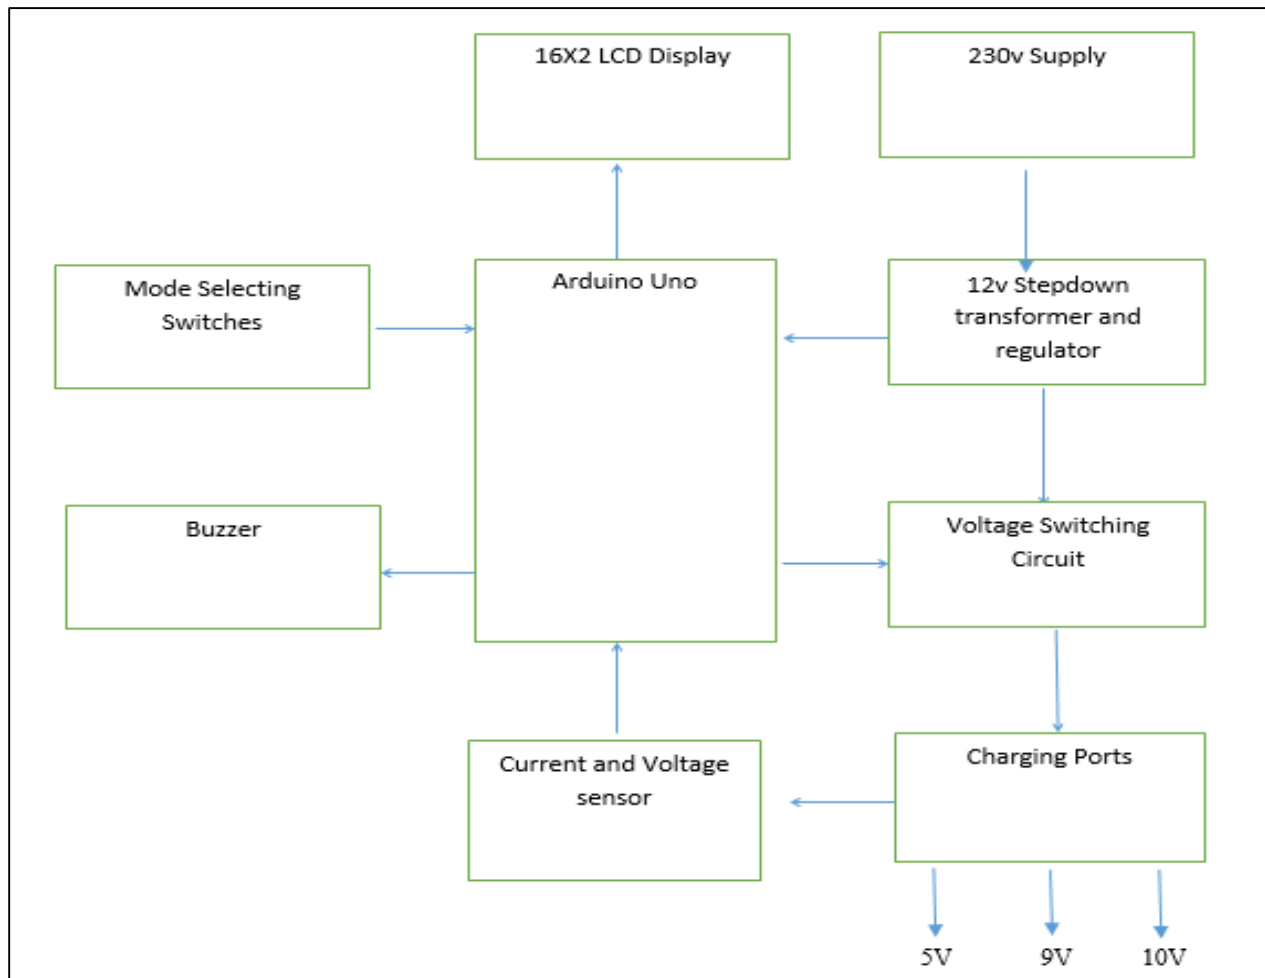 16X2 LCD Display
230v Supply
Mode Selecting
Switches
Arduino Uno
12v Stepdown
transformer and
regulator
Buzzer
Voltage Switching
Circuit
Current and Voltage
sensor
Charging Ports
5V
9V
10V